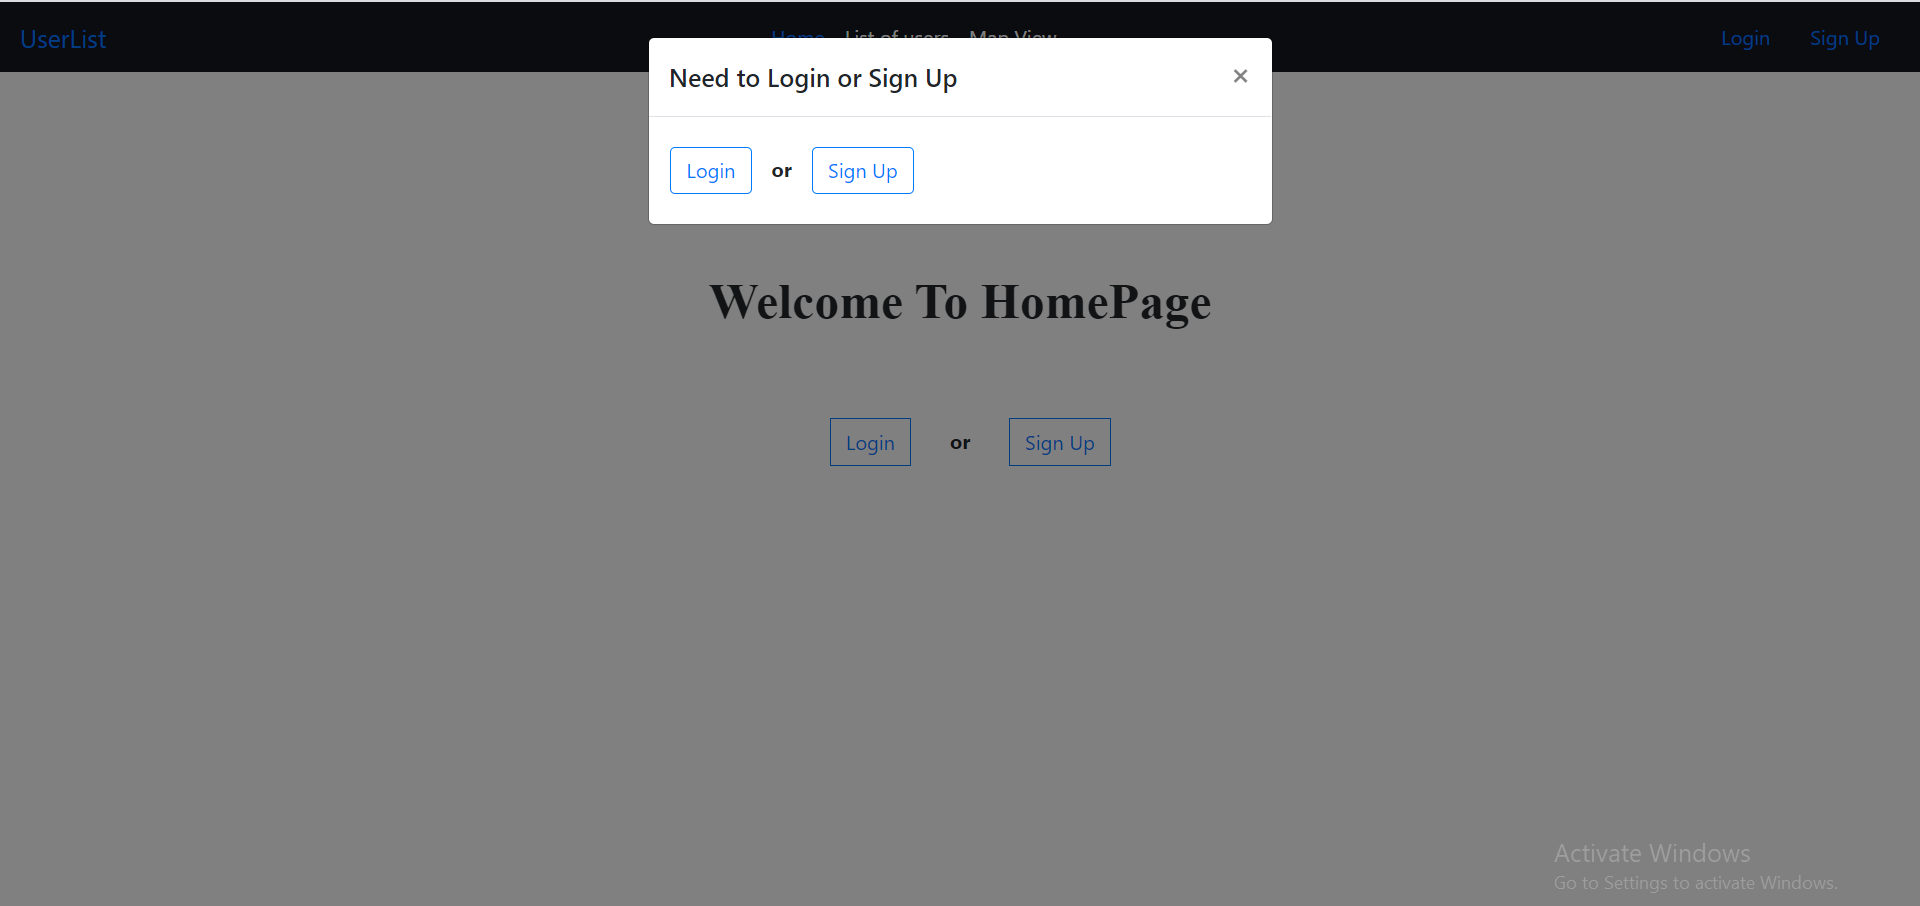 UserList
Home List of users Map View
Login Sign Up
Need to Login or Sign Up ×
Login or Sign Up
Welcome To HomePage
Login or Sign Up
Activate Windows
Go to Settings to activate Windows.